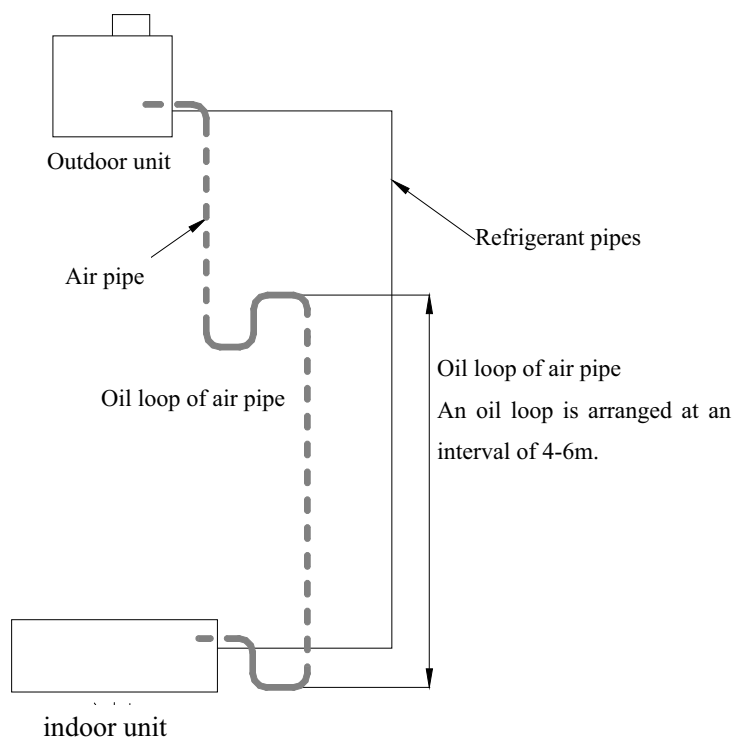 Outdoor unit
Refrigerant pipes
Air pipe
Oil loop of air pipe
Oil loop of air pipe
An oil loop is arranged at an
interval of 4-6m.
indoor unit